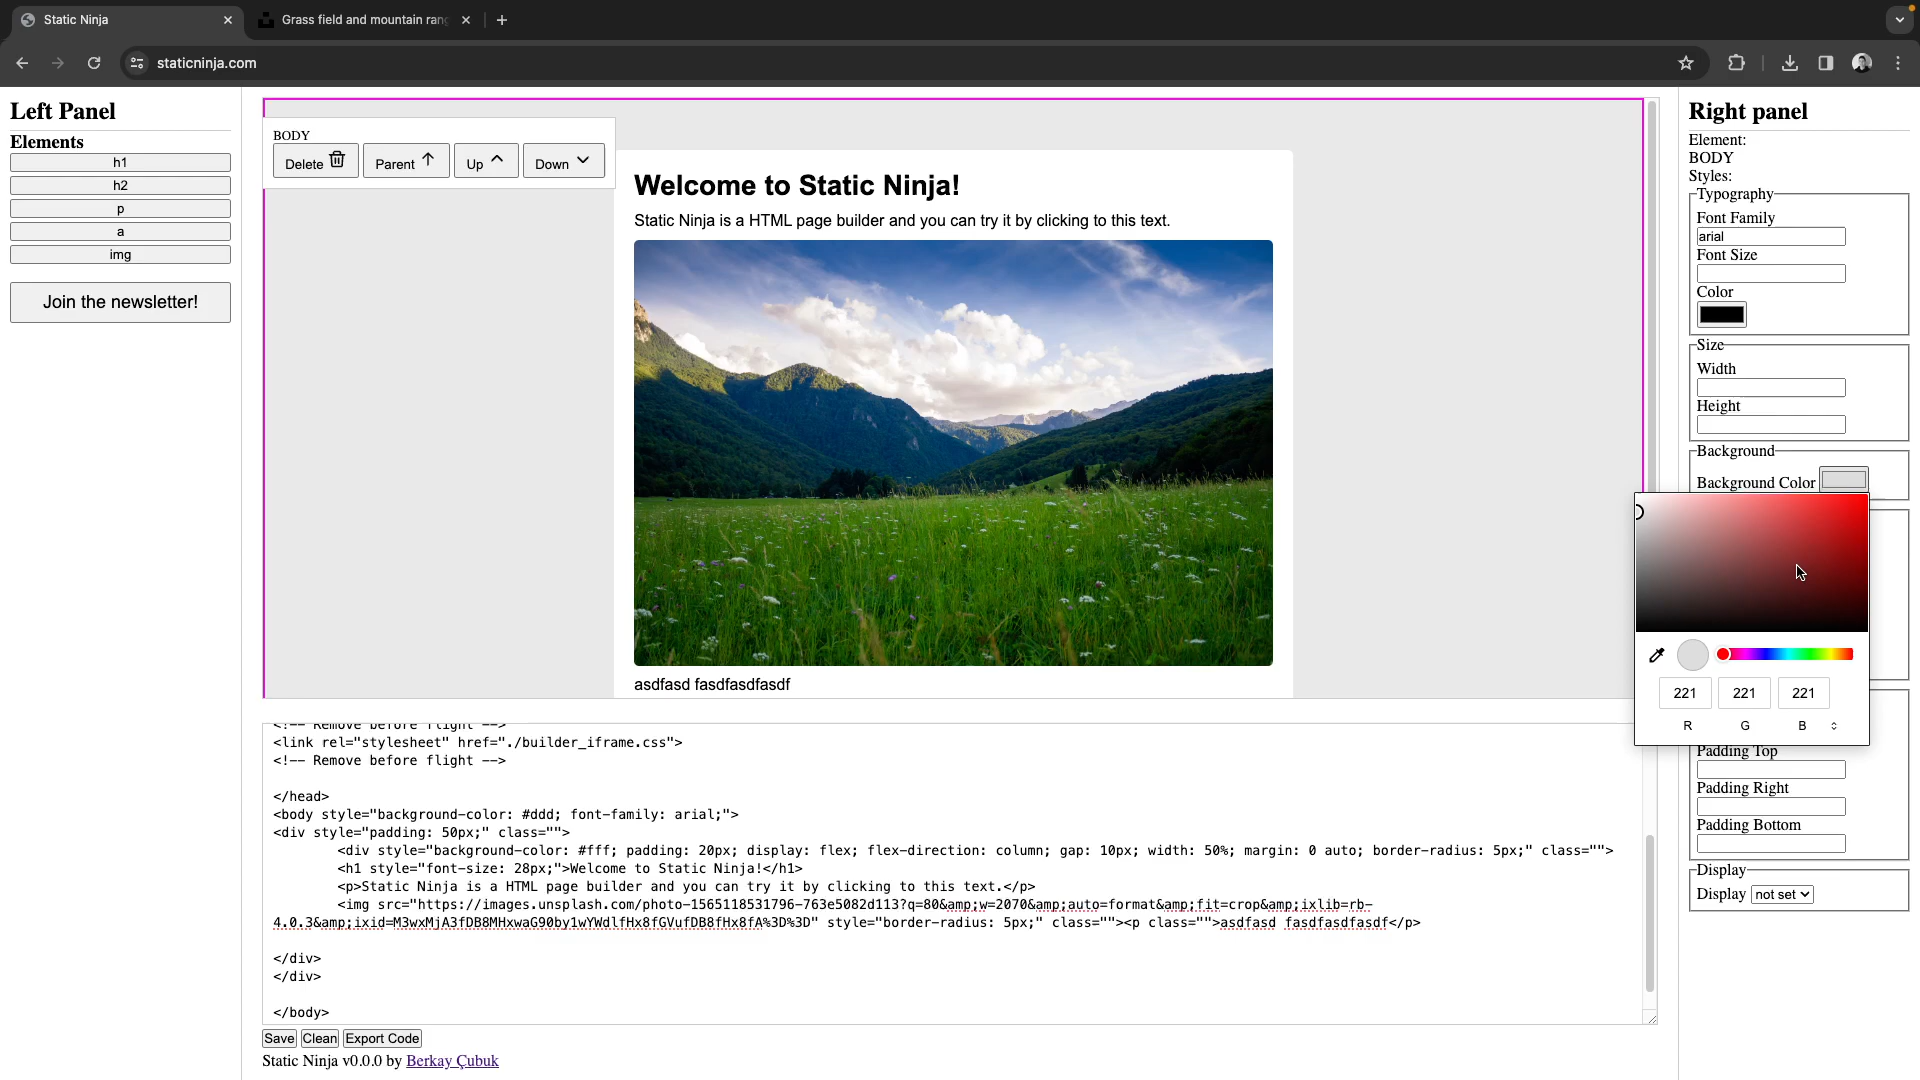 Static Ninja
Grass field and mountain rang
staticninja.com
Left Panel
Elements
h1
h2
p
a
img
Join the newsletter!
BODY
Delete
Parent
Up
Down
Welcome to Static Ninja!
Static Ninja is a HTML page builder and you can try it by clicking to this text.
asdfasd fasdfasdfasdf
<!-- Remove before flight -->
<link rel="stylesheet" href="./builder_iframe.css">
<!-- Remove before flight -->
</head>
<body style="background-color: #ddd; font-family: arial;">
<div style="padding: 50px;" class="">
<div style="background-color: #fff; padding: 20px; display: flex; flex-direction: column; gap: 10px; width: 50%; margin: 0 auto; border-radius: 5px;" class="">
<h1 style="font-size: 28px;">Welcome to Static Ninja!</h1>
<p>Static Ninja is a HTML page builder and you can try it by clicking to this text.</p>
<img src="https://images.unsplash.com/photo-1565118531796-763e5082d113?q=80&amp;w=2070&amp;auto=format&amp;fit=crop&amp;ixlib=rb-
4.0.3&amp;ixid=M3wxMjA3fDB8MHxwaG90by1wYWdlfHx8fGVufDB8fHx8fA%3D%3D" style="border-radius: 5px;" class=""><p class="">asdfasd fasdfasdfasdf</p>
</div>
</div>
</body>
Save
Clean
Export Code
Static Ninja v0.0.0 by Berkay Çubuk
Right panel
Element:
BODY
Styles:
Typography
Font Family
arial
Font Size
Color
Size
Width
Height
Background
Background Color
221
221
221
R
G
B
Padding Top
Padding Right
Padding Bottom
Display
Display not set